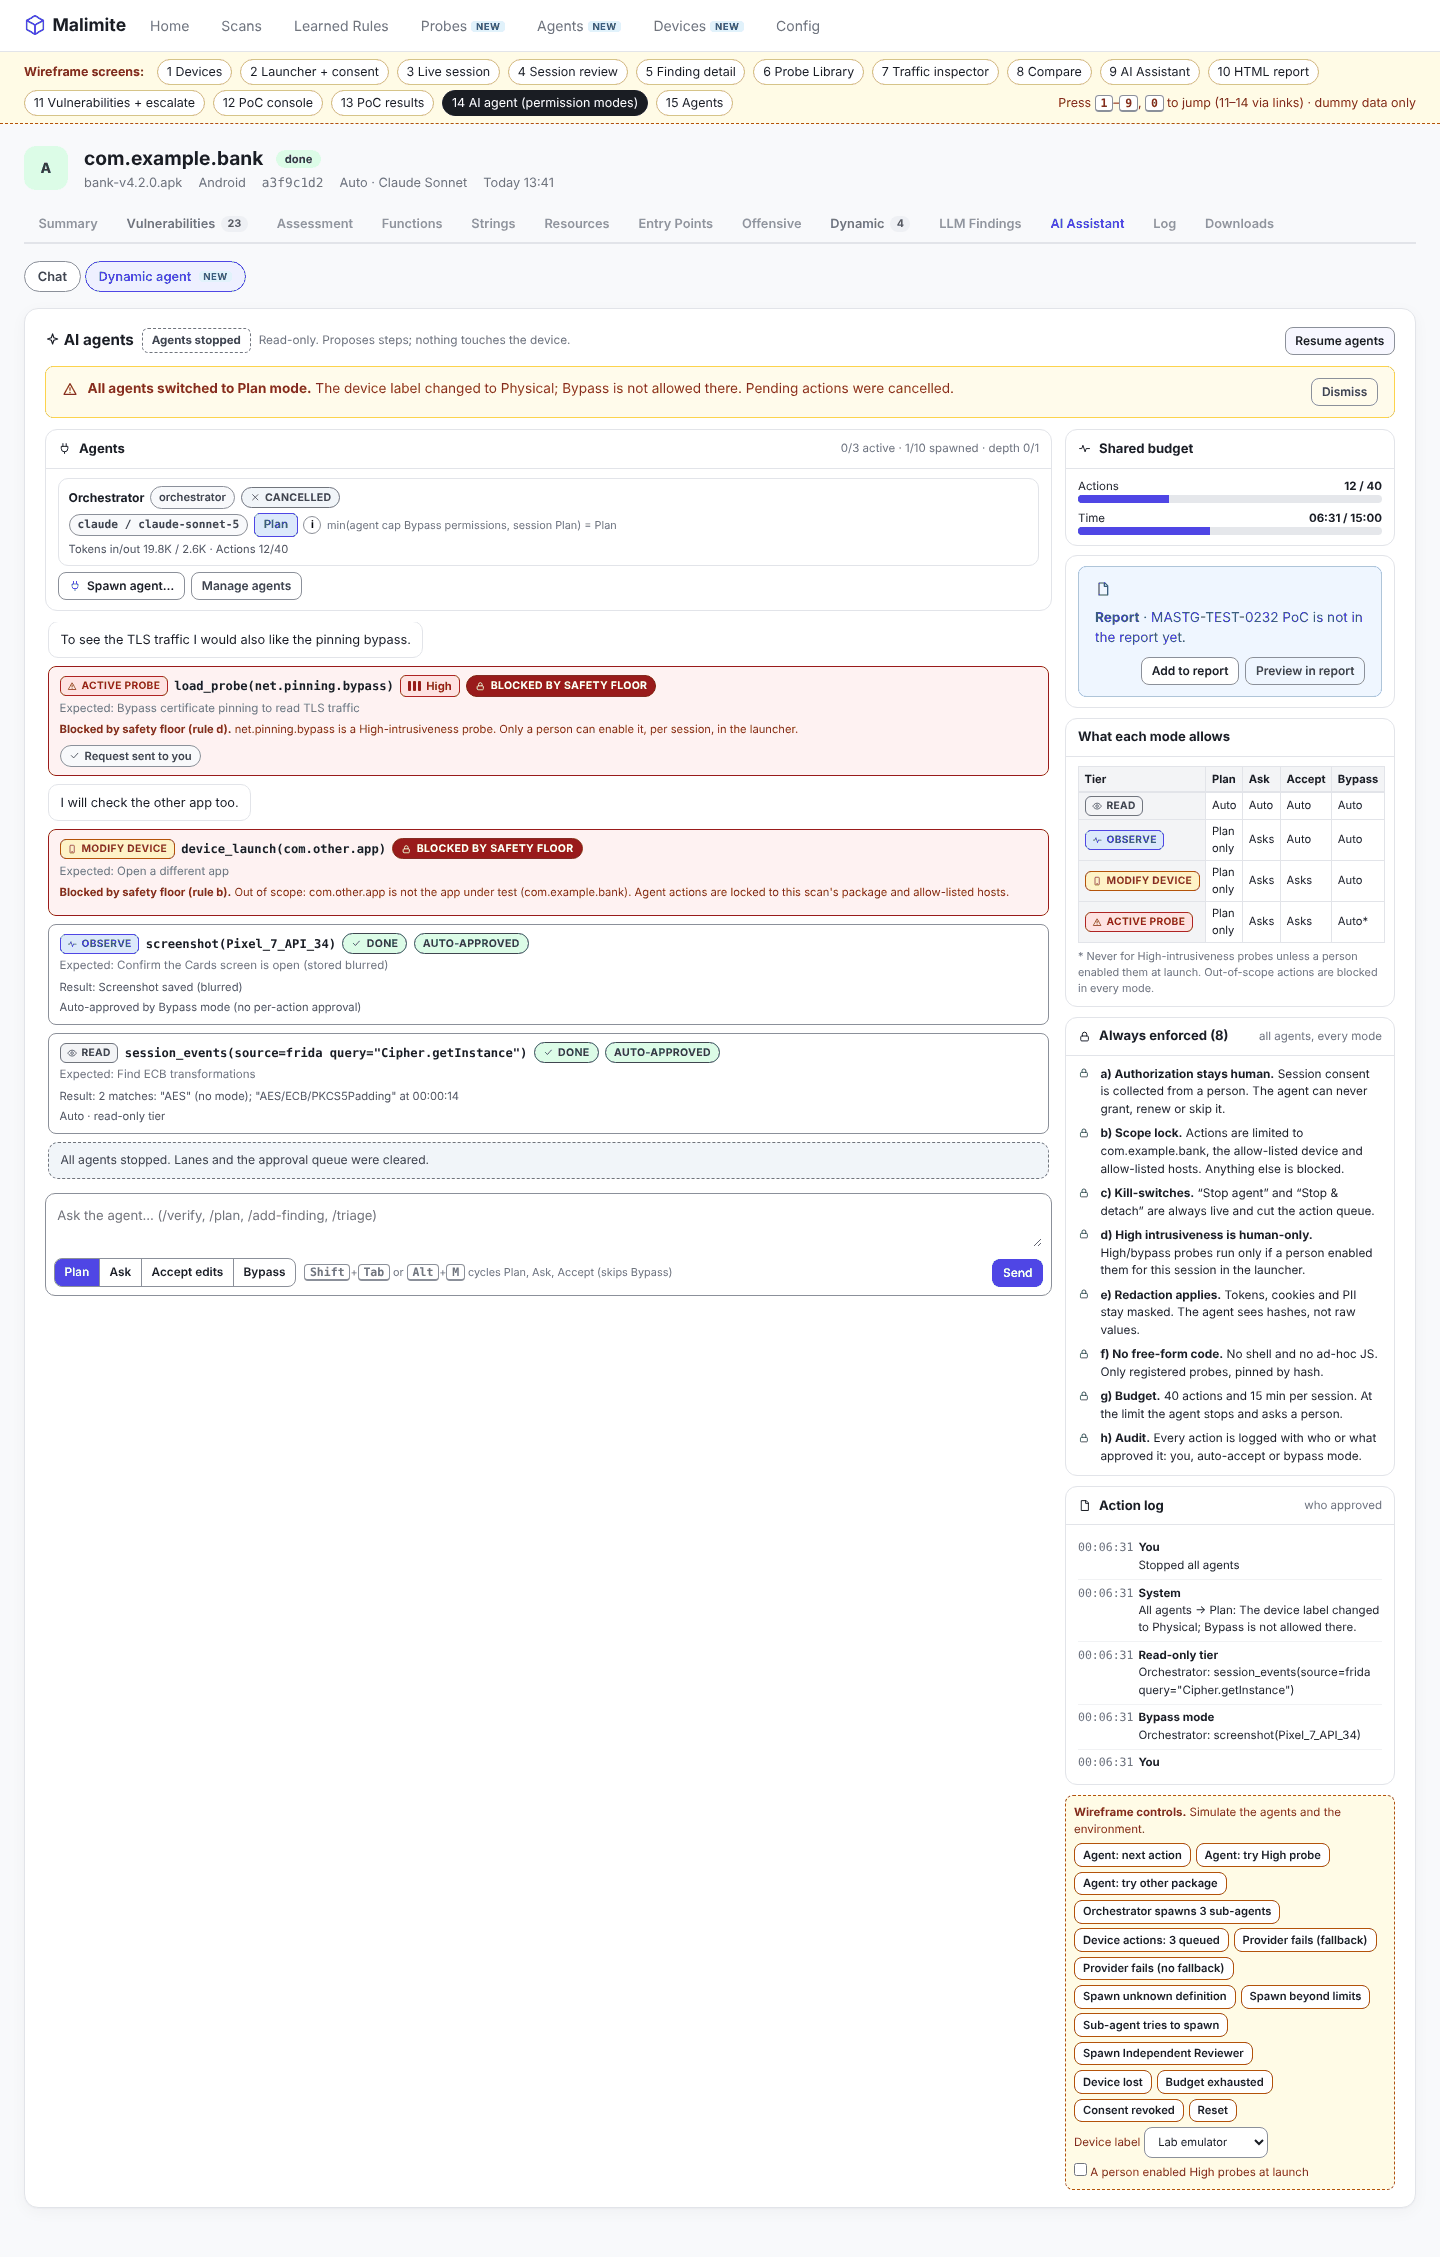 Malimite Home Scans Learned Rules Probes NEW Agents NEW Devices NEW Config
Wireframe screens: 1 Devices 2 Launcher + consent 3 Live session 4 Session review 5 Finding detail 6 Probe Library 7 Traffic inspector 8 Compare 9 AI Assistant 10 HTML report
11 Vulnerabilities + escalate 12 PoC console 13 PoC results 14 AI agent (permission modes) 15 Agents Press 1–9, 0 to jump (11–14 via links) · dummy data only
A
com.example.bank done
bank-v4.2.0.apk Android a3f9c1d2 Auto · Claude Sonnet Today 13:41
Summary Vulnerabilities 23 Assessment Functions Strings Resources Entry Points Offensive Dynamic 4 LLM Findings AI Assistant Log Downloads
Chat Dynamic agent NEW
AI agents Agents stopped Read-only. Proposes steps; nothing touches the device. Resume agents
All agents switched to Plan mode. The device label changed to Physical; Bypass is not allowed there. Pending actions were cancelled. Dismiss
Agents 0/3 active · 1/10 spawned · depth 0/1
Orchestrator orchestrator CANCELLED
claude / claude-sonnet-5 Plan i min(agent cap Bypass permissions, session Plan) = Plan
Tokens in/out 19.8K / 2.6K · Actions 12/40
Spawn agent... Manage agents
To see the TLS traffic I would also like the pinning bypass.
ACTIVE PROBE load_probe(net.pinning.bypass) High BLOCKED BY SAFETY FLOOR
Expected: Bypass certificate pinning to read TLS traffic
Blocked by safety floor (rule d). net.pinning.bypass is a High-intrusiveness probe. Only a person can enable it, per session, in the launcher.
Request sent to you
I will check the other app too.
MODIFY DEVICE device_launch(com.other.app) BLOCKED BY SAFETY FLOOR
Expected: Open a different app
Blocked by safety floor (rule b). Out of scope: com.other.app is not the app under test (com.example.bank). Agent actions are locked to this scan's package and allow-listed hosts.
OBSERVE screenshot(Pixel_7_API_34) DONE AUTO-APPROVED
Expected: Confirm the Cards screen is open (stored blurred)
Result: Screenshot saved (blurred)
Auto-approved by Bypass mode (no per-action approval)
READ session_events(source=frida query="Cipher.getInstance") DONE AUTO-APPROVED
Expected: Find ECB transformations
Result: 2 matches: "AES" (no mode); "AES/ECB/PKCS5Padding" at 00:00:14
Auto · read-only tier
All agents stopped. Lanes and the approval queue were cleared.
Ask the agent... (/verify, /plan, /add-finding, /triage)
Plan Ask Accept edits Bypass Shift+Tab or Alt+M cycles Plan, Ask, Accept (skips Bypass) Send
Shared budget
Actions 12 / 40
Time 06:31 / 15:00
Report · MASTG-TEST-0232 PoC is not in
the report yet.
Add to report Preview in report
What each mode allows
Tier Plan Ask Accept Bypass
READ Auto Auto Auto Auto
OBSERVE Plan only Asks Auto Auto
MODIFY DEVICE Plan only Asks Asks Auto
ACTIVE PROBE Plan only Asks Asks Auto*
* Never for High-intrusiveness probes unless a person
enabled them at launch. Out-of-scope actions are blocked
in every mode.
Always enforced (8) all agents, every mode
a) Authorization stays human. Session consent
is collected from a person. The agent can never
grant, renew or skip it.
b) Scope lock. Actions are limited to
com.example.bank, the allow-listed device and
allow-listed hosts. Anything else is blocked.
c) Kill-switches. “Stop agent” and “Stop &
detach” are always live and cut the action queue.
d) High intrusiveness is human-only.
High/bypass probes run only if a person enabled
them for this session in the launcher.
e) Redaction applies. Tokens, cookies and PII
stay masked. The agent sees hashes, not raw
values.
f) No free-form code. No shell and no ad-hoc JS.
Only registered probes, pinned by hash.
g) Budget. 40 actions and 15 min per session. At
the limit the agent stops and asks a person.
h) Audit. Every action is logged with who or what
approved it: you, auto-accept or bypass mode.
Action log who approved
00:06:31 You
Stopped all agents
00:06:31 System
All agents → Plan: The device label changed
to Physical; Bypass is not allowed there.
00:06:31 Read-only tier
Orchestrator: session_events(source=frida
query="Cipher.getInstance")
00:06:31 Bypass mode
Orchestrator: screenshot(Pixel_7_API_34)
00:06:31 You
Wireframe controls. Simulate the agents and the
environment.
Agent: next action Agent: try High probe
Agent: try other package
Orchestrator spawns 3 sub-agents
Device actions: 3 queued Provider fails (fallback)
Provider fails (no fallback)
Spawn unknown definition Spawn beyond limits
Sub-agent tries to spawn
Spawn Independent Reviewer
Device lost Budget exhausted
Consent revoked Reset
Device label Lab emulator
A person enabled High probes at launch